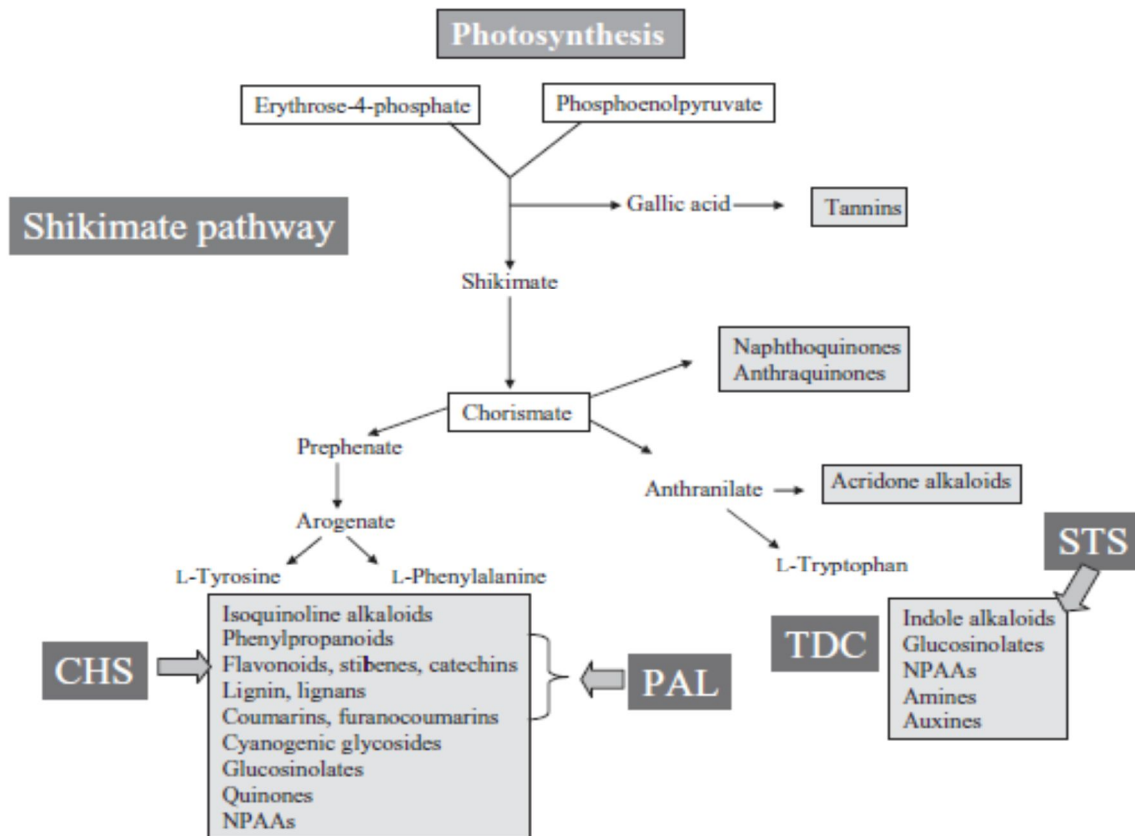 Photosynthesis
Erythrose-4-phosphate
Phosphoenolpyruvate
Gallic acid
Tannins
Shikimate pathway
Shikimate
Naphthoquinones
Anthraquinones
Chorismate
Prephenate
Anthranilate
Acridone alkaloids
Arogenate
L-Tyrosine
L-Phenylalanine
L-Tryptophan
STS
Isoquinoline alkaloids
Phenylpropanoids
Flavonoids, stilbenes, catechins
Lignin, lignans
Coumarins, furanocoumarins
Cyanogenic glycosides
Glucosinolates
Quinones
NPAAs
CHS
PAL
TDC
Indole alkaloids
Glucosinolates
NPAAs
Amines
Auxines